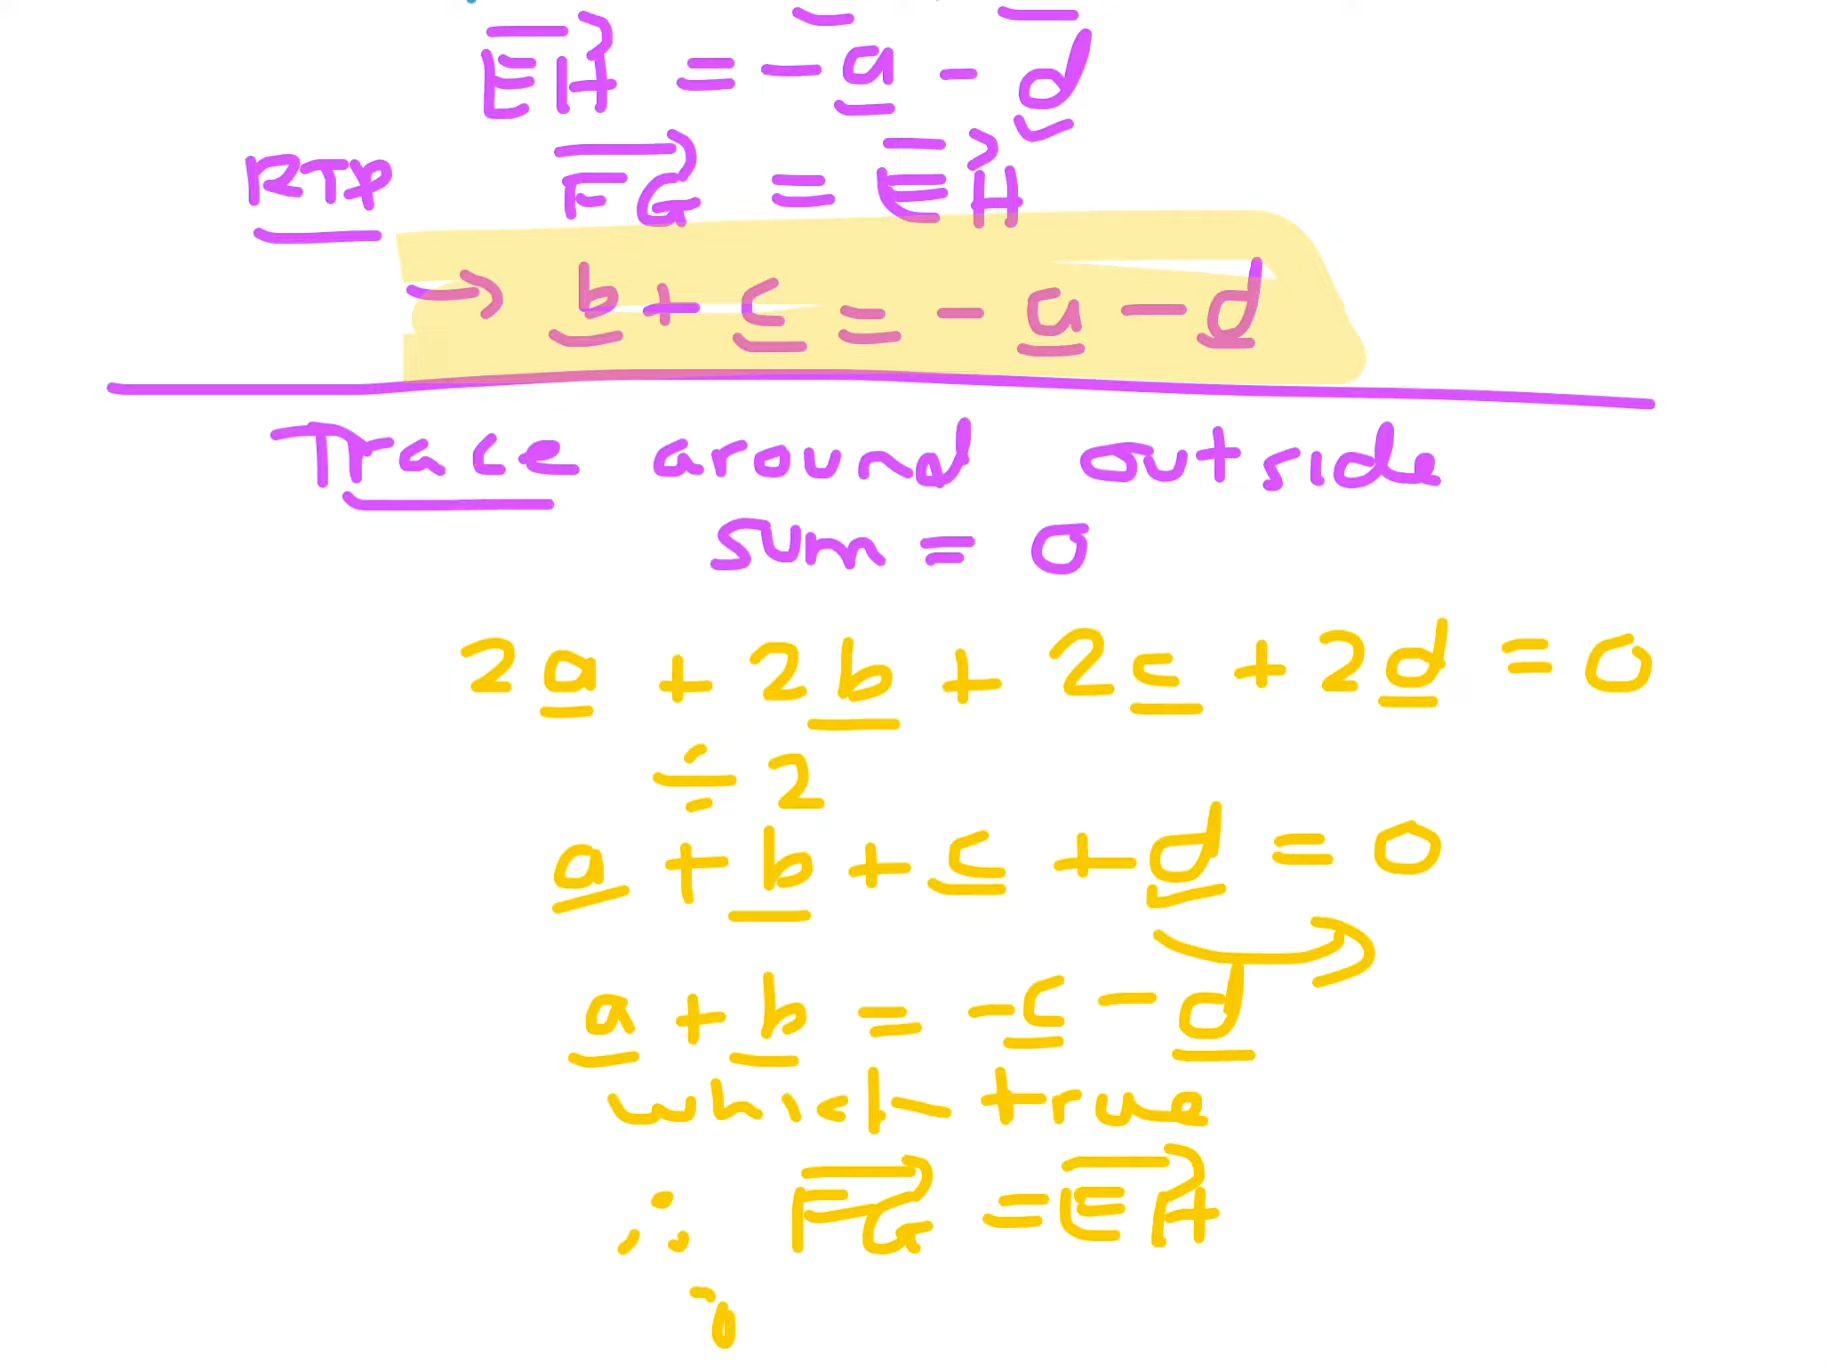 EH = -a - d
RTP FG = EH
→ b + c = - a - d
Trace around outside
sum = 0
2a + 2b + 2c + 2d = 0
÷ 2
a + b + c + d = 0
a + b = -c - d
which true
∴ FG = EH